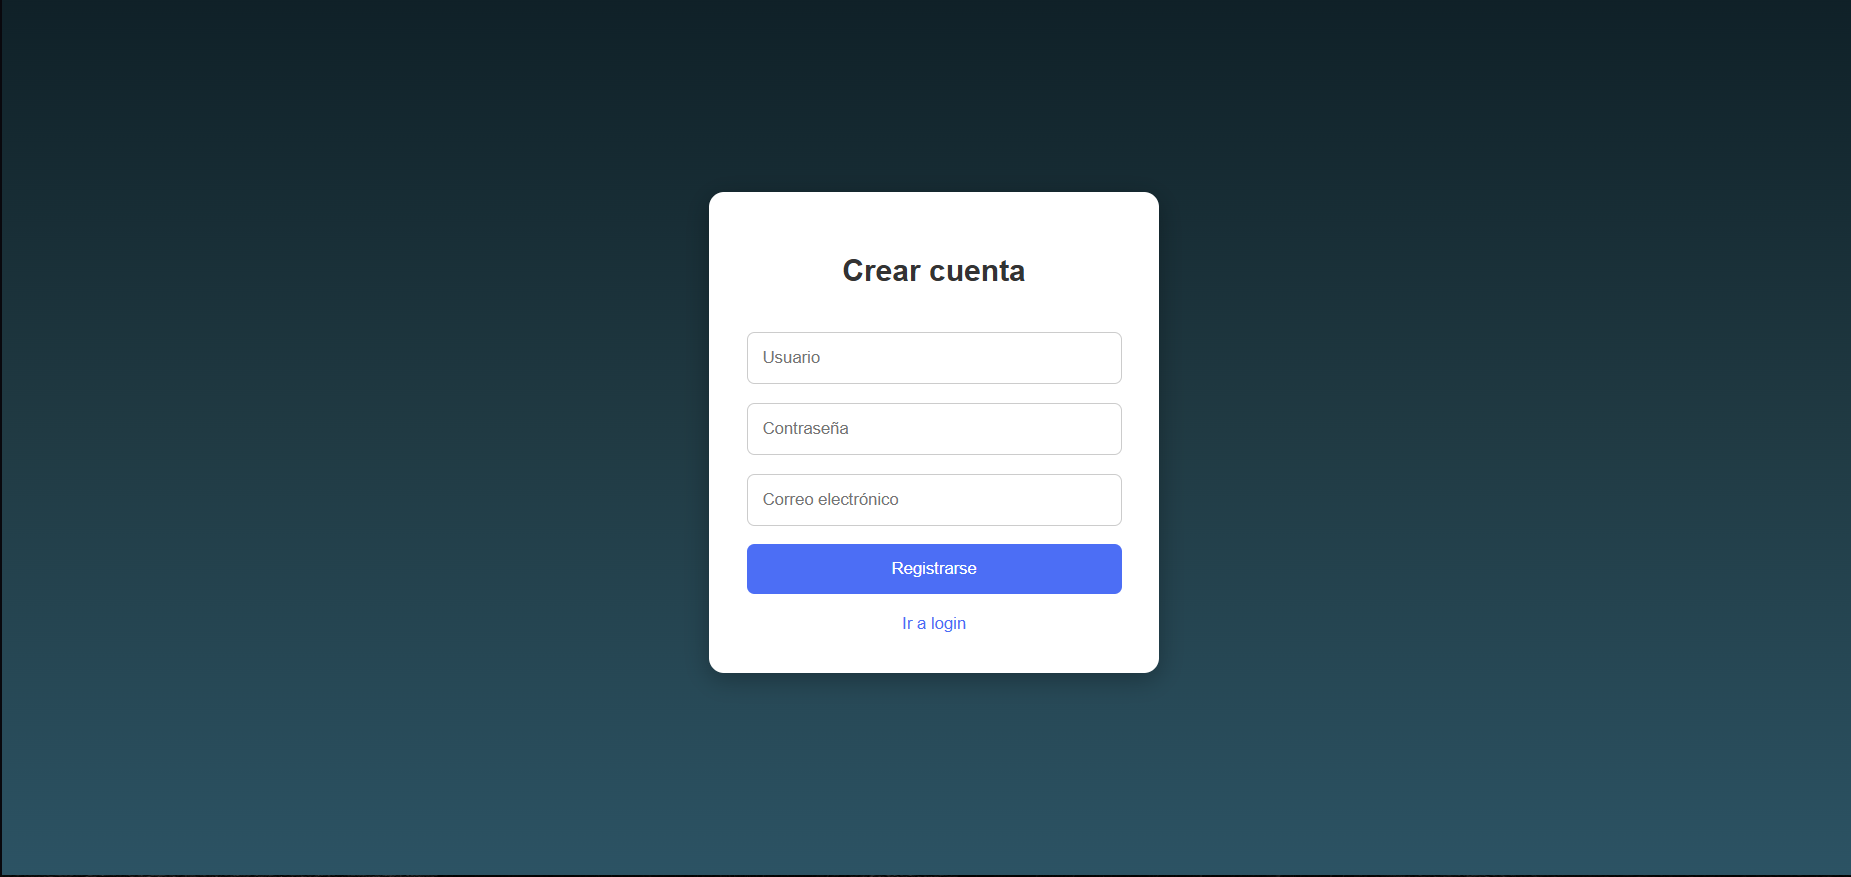 Crear cuenta
Usuario
Contraseña
Correo electrónico
Registrarse
Ir a login